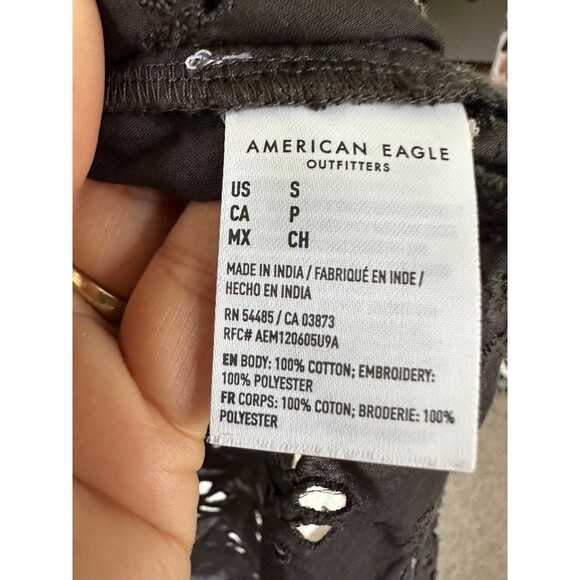 AMERICAN EAGLE
OUTFITTERS
US S
CA P
MX CH
MADE IN INDIA / FABRIQUÉ EN INDE /
HECHO EN INDIA
RN 54485 / CA 03873
RFC# AEM120605U9A
EN BODY: 100% COTTON; EMBROIDERY:
100% POLYESTER
FR CORPS: 100% COTON; BRODERIE: 100%
POLYESTER